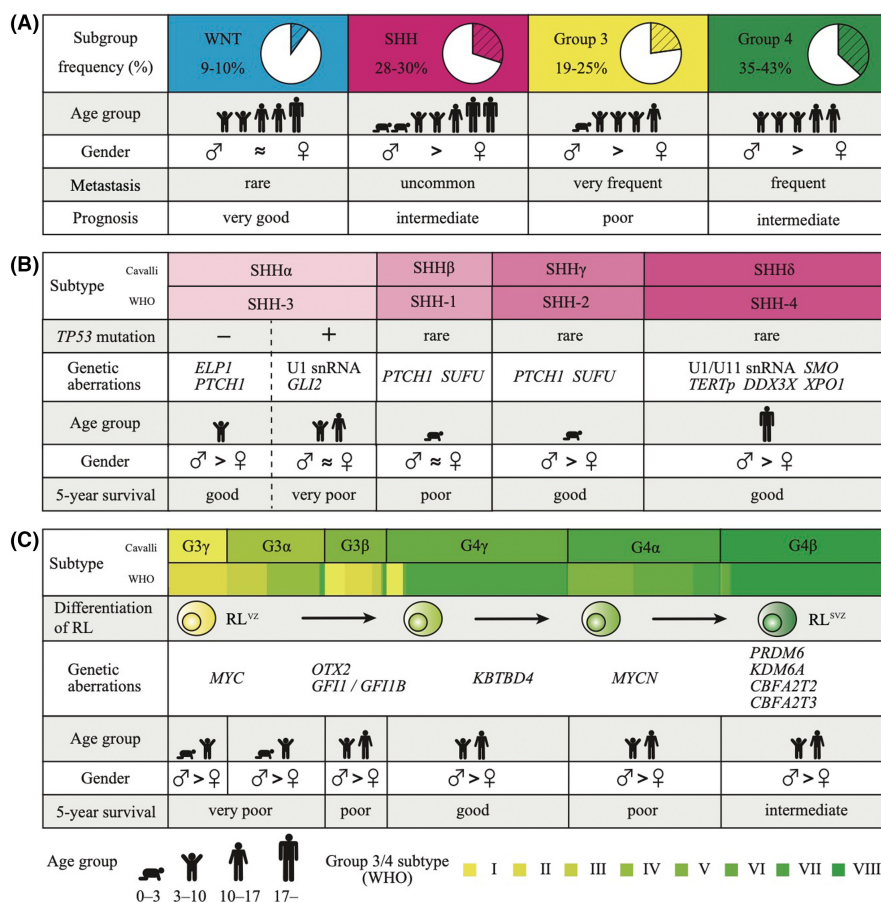 (A)
Subgroup frequency (%)
WNT 9-10%
SHH 28-30%
Group 3 19-25%
Group 4 35-43%
Age group
Gender ♂ ≈ ♀ ♂ > ♀ ♂ > ♀ ♂ > ♀
Metastasis rare uncommon very frequent frequent
Prognosis very good intermediate poor intermediate
(B)
Subtype
Cavalli SHHα SHHβ SHHγ SHHδ
WHO SHH-3 SHH-1 SHH-2 SHH-4
TP53 mutation − + rare rare rare
Genetic aberrations
ELP1 PTCH1
U1 snRNA GLI2
PTCH1 SUFU
PTCH1 SUFU
U1/U11 snRNA SMO
TERTp DDX3X XPO1
Age group
Gender ♂ > ♀ ♂ ≈ ♀ ♂ ≈ ♀ ♂ > ♀ ♂ > ♀
5-year survival good very poor poor good good
(C)
Subtype
Cavalli G3γ G3α G3β G4γ G4α G4β
WHO
Differentiation of RL
RLVZ RLSVZ
Genetic aberrations
MYC
OTX2
GFI1 / GFI1B
KBTBD4
MYCN
PRDM6
KDM6A
CBFA2T2
CBFA2T3
Age group
Gender ♂>♀ ♂>♀ ♂>♀ ♂>♀ ♂>♀ ♂>♀
5-year survival very poor poor good poor intermediate
Age group
0–3 3–10 10–17 17–
Group 3/4 subtype (WHO)
I II III IV V VI VII VIII